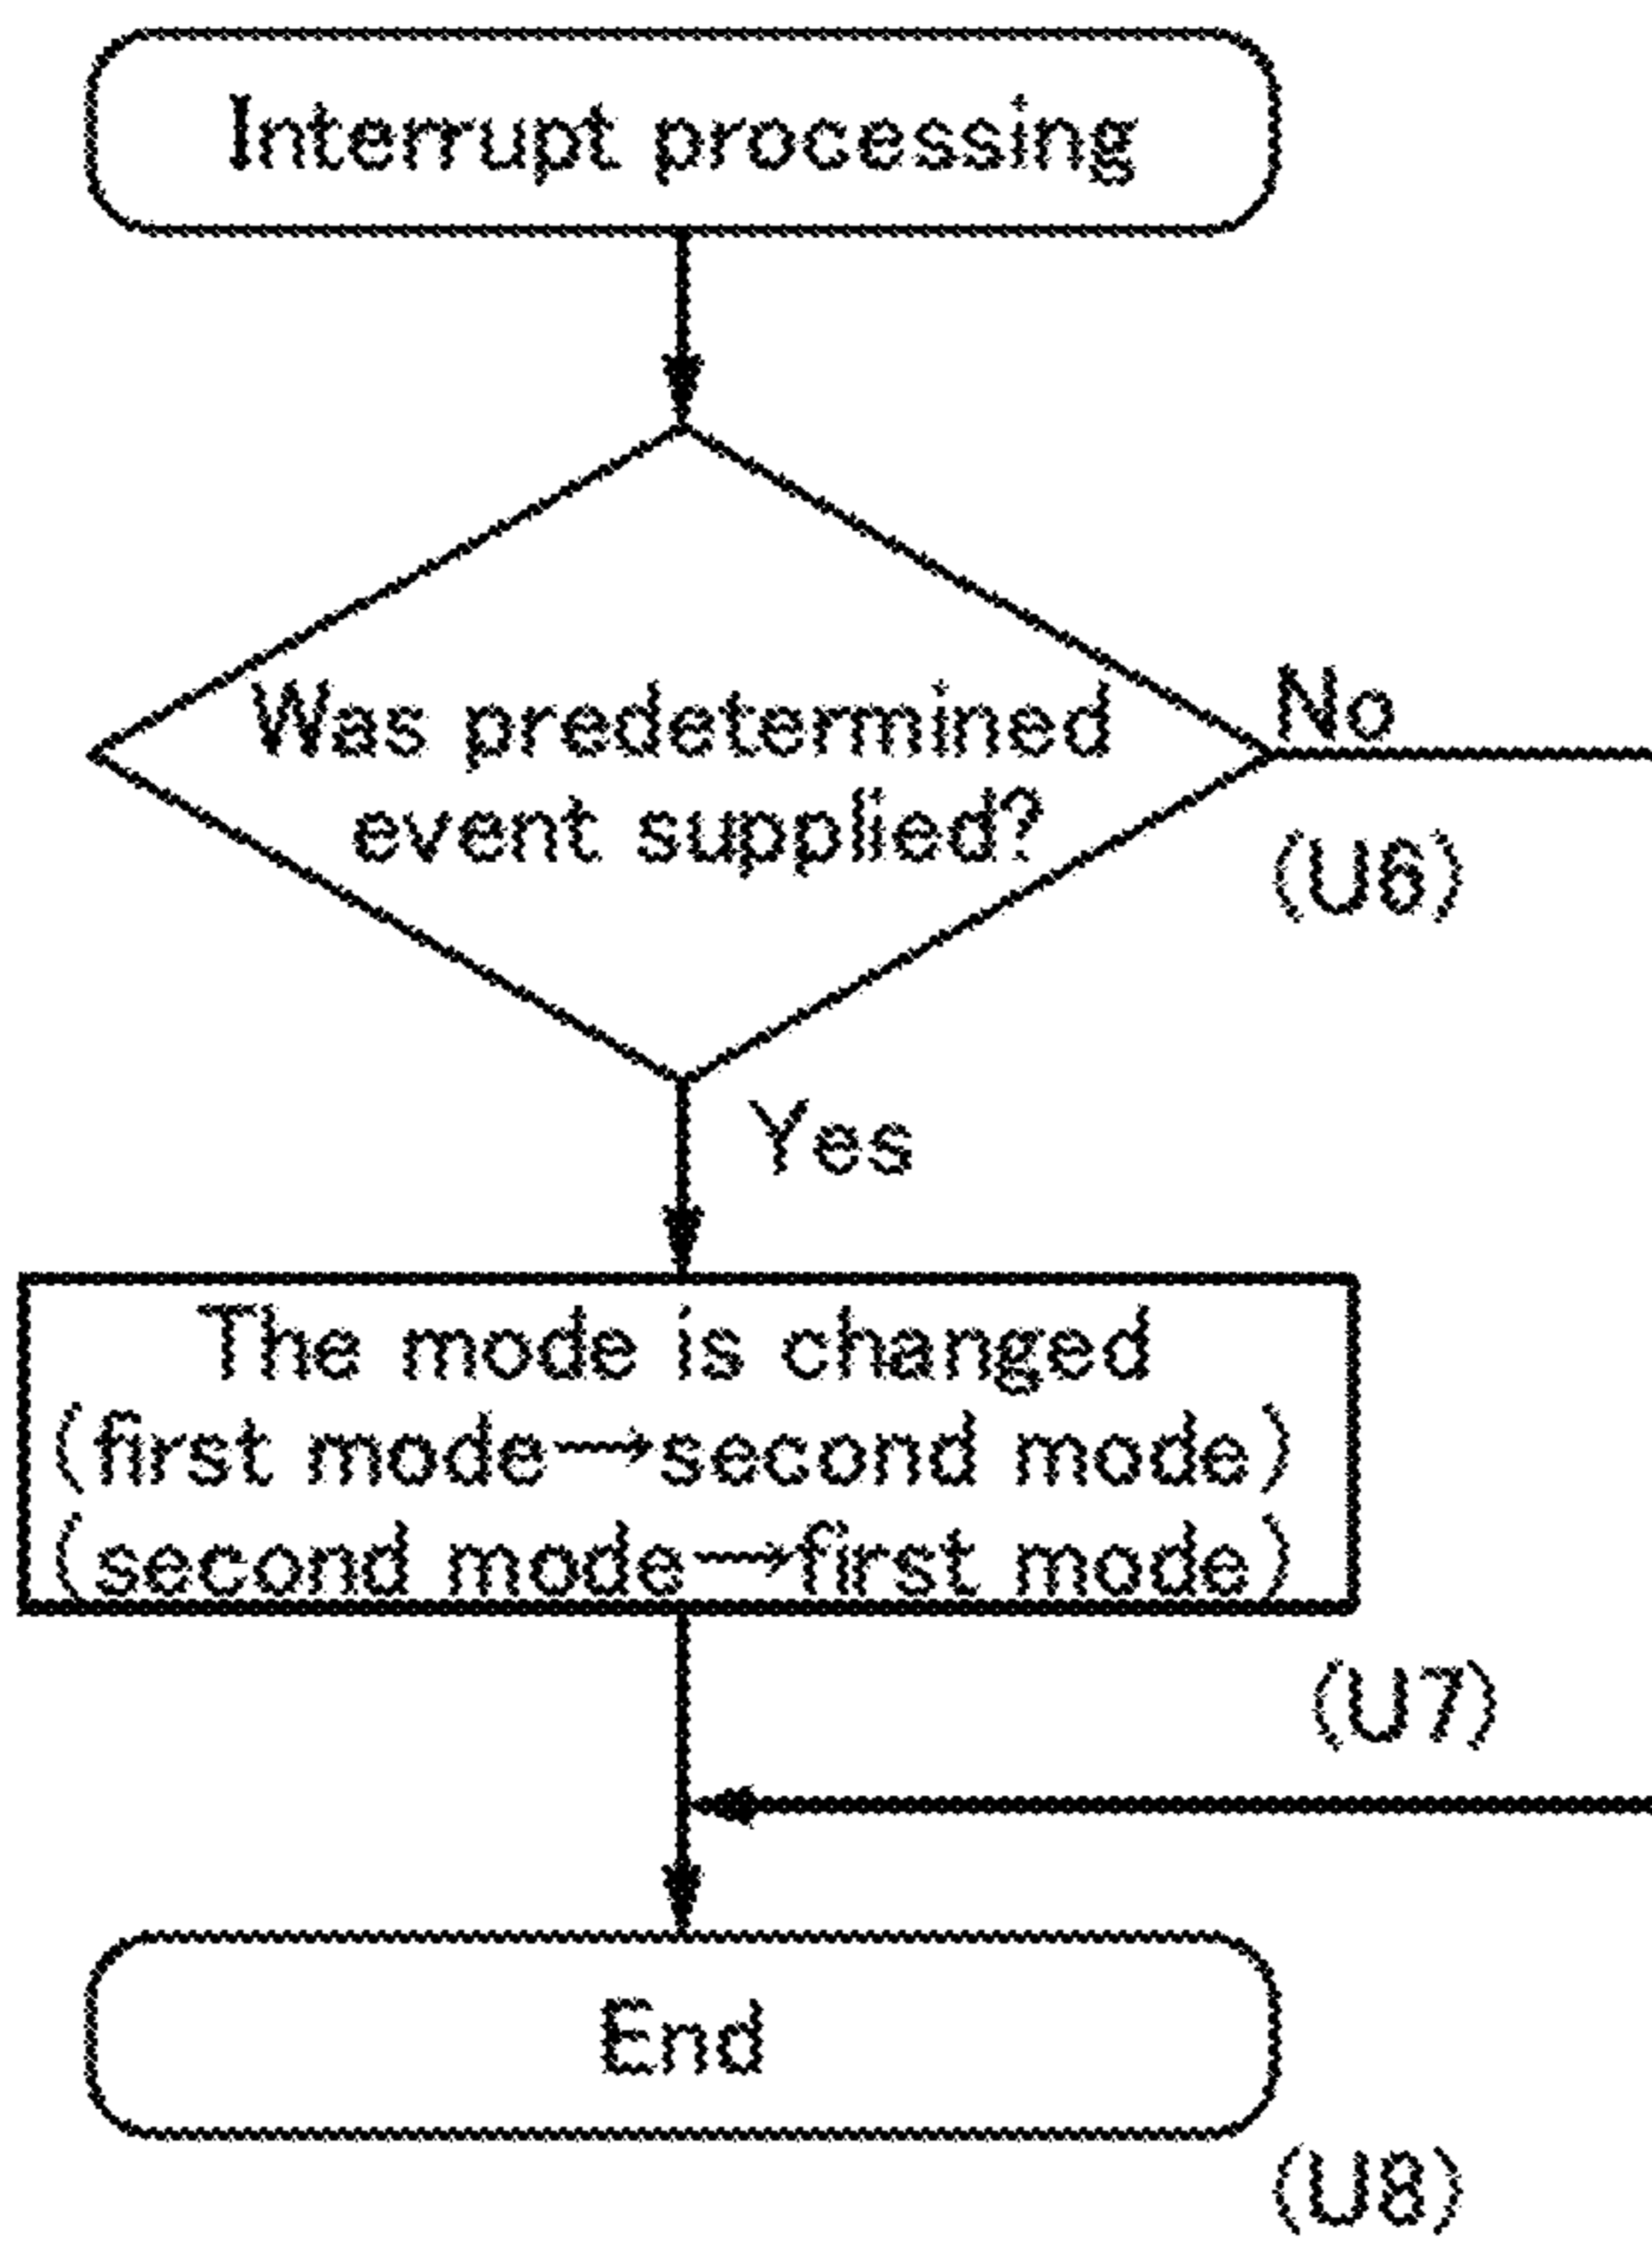 Interrupt processing
Was predetermined
event supplied?
No
(U6)
Yes
The mode is changed
(first mode→second mode)
(second mode→first mode)
(U7)
End
(U8)